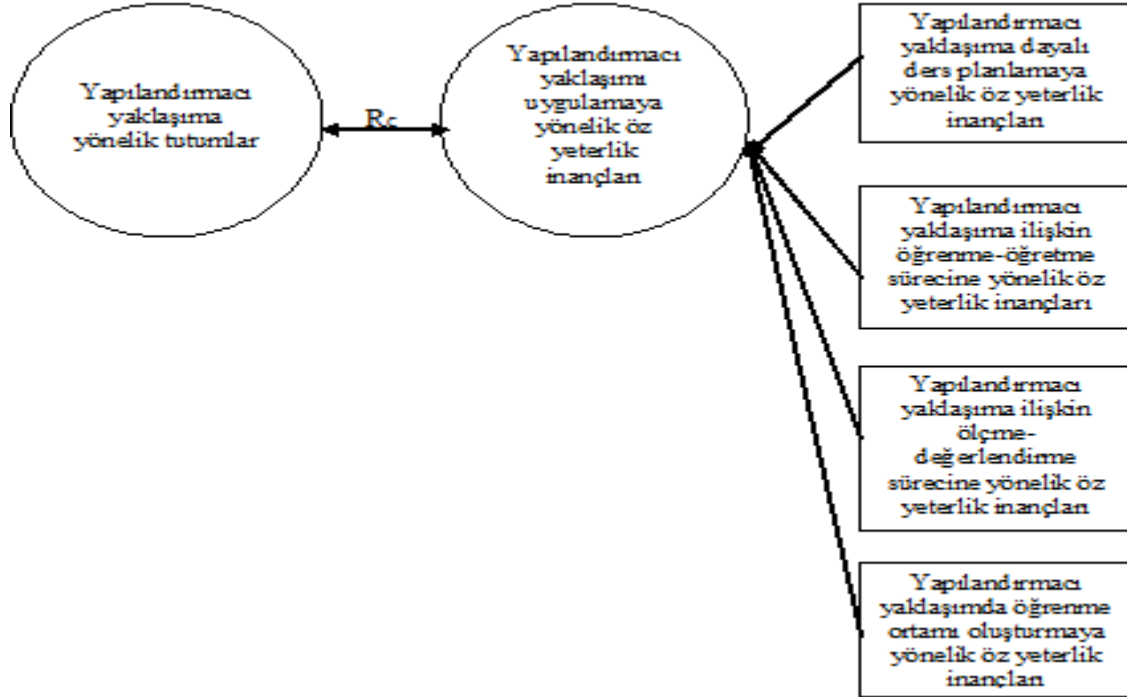 Yapılandırmacı
yaklaşıma
yönelik tutumlar
Rc
Yapılandırmacı
yaklaşımı
uygulamaya
yönelik öz
yeterlik
inançları
Yapılandırmacı
yaklaşıma dayalı
ders planlamaya
yönelik öz yeterlik
inançları
Yapılandırmacı
yaklaşıma ilişkin
öğrenme-öğretme
sürecine yönelik öz
yeterlik inançları
Yapılandırmacı
yaklaşıma ilişkin
ölçme-
değerlendirme
sürecine yönelik öz
yeterlik inançları
Yapılandırmacı
yaklaşımda öğrenme
ortamı oluşturmaya
yönelik öz yeterlik
inançları